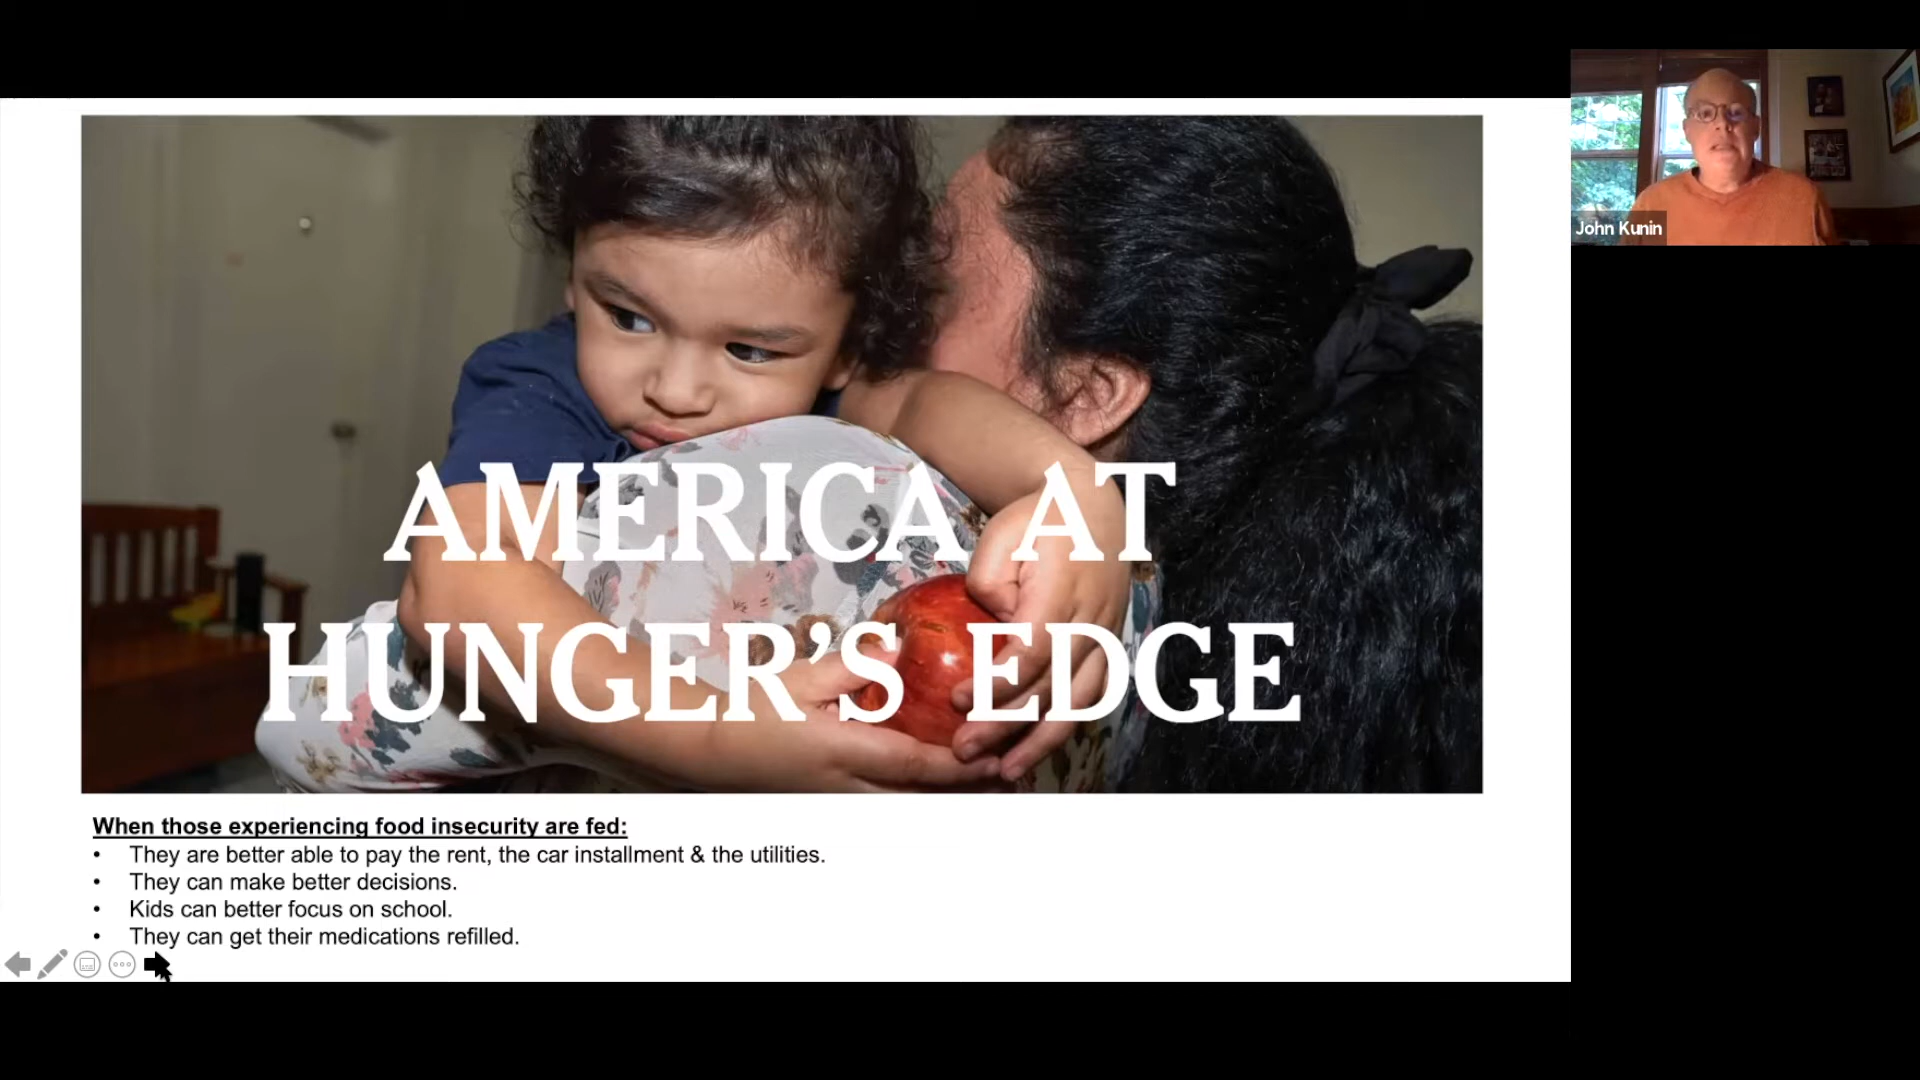 AMERICA AT
HUNGER'S EDGE
When those experiencing food insecurity are fed:
• They are better able to pay the rent, the car installment & the utilities.
• They can make better decisions.
• Kids can better focus on school.
• They can get their medications refilled.
John Kunin